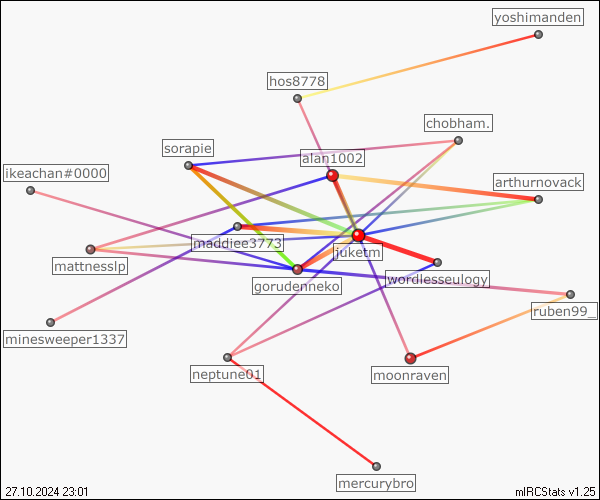 yoshimanden
hos8778
chobham.
sorapie
alan1002
ikeachan#0000
arthurnovack
maddiee3773
juketm
mattnesslp
wordlesseulogy
gorudenneko
ruben99_
minesweeper1337
neptune01
moonraven
mercurybro
27.10.2024 23:01
mIRCStats v1.25